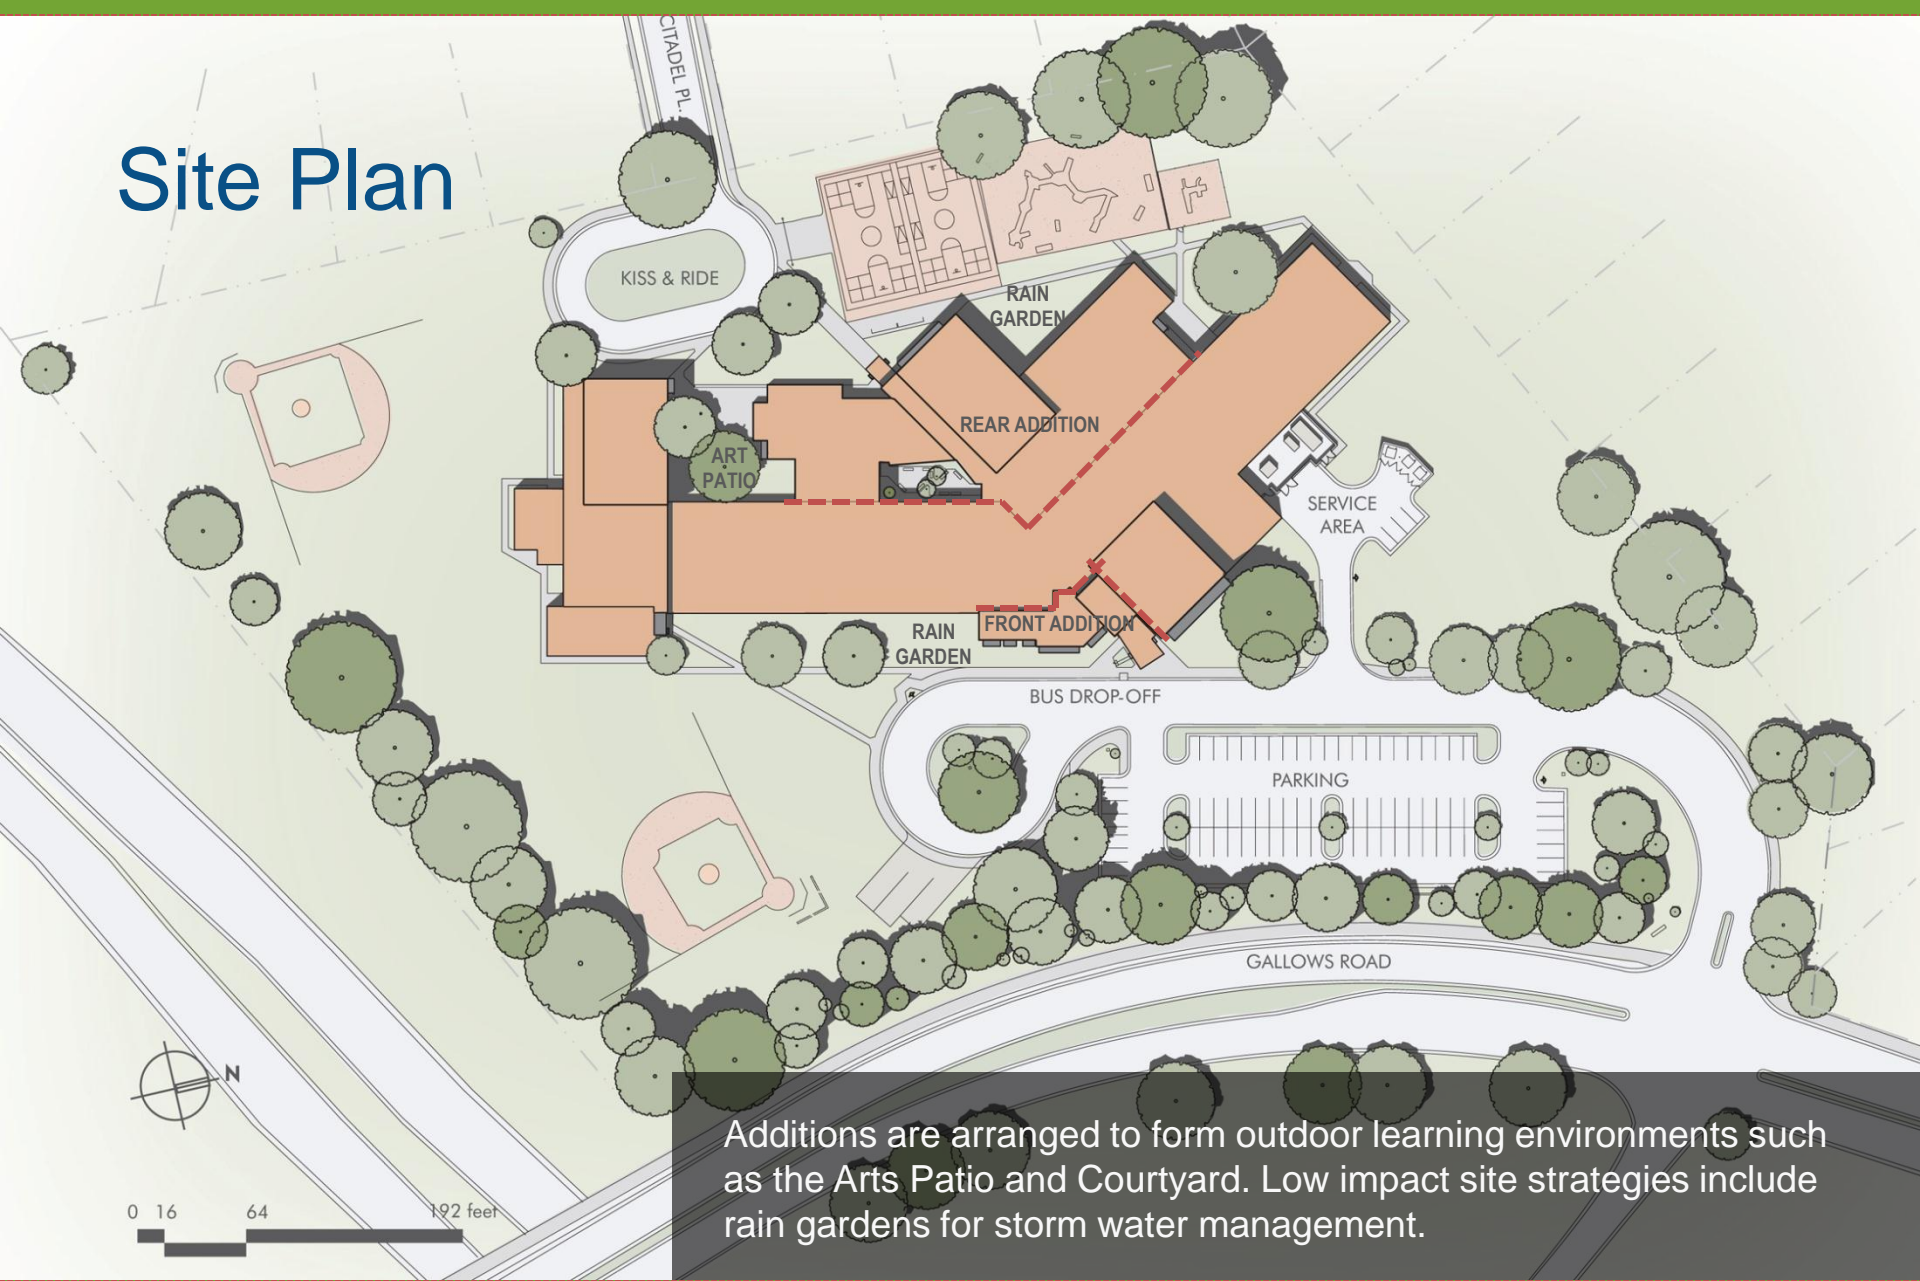 CITADEL PL.
Site Plan
KISS & RIDE
RAIN
GARDEN
REAR ADDITION
ART
PATIO
SERVICE
AREA
FRONT ADDITION
RAIN
GARDEN
BUS DROP-OFF
PARKING
GALLOWS ROAD
N
Additions are arranged to form outdoor learning environments such
as the Arts Patio and Courtyard. Low impact site strategies include
rain gardens for storm water management.
0 16 64 192 feet